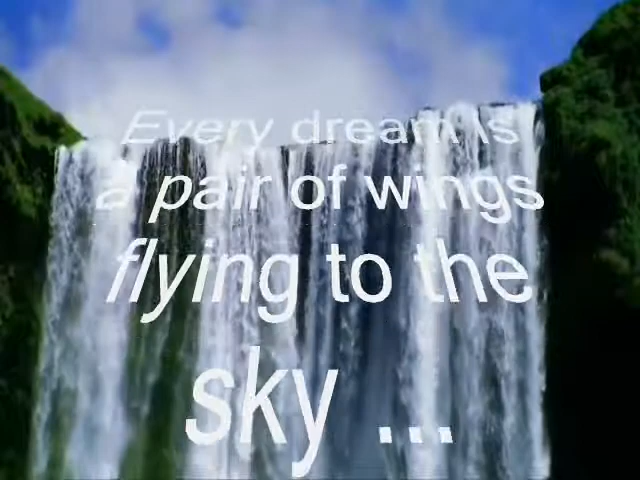 Every dream is
a pair of wings
flying to the
sky ...